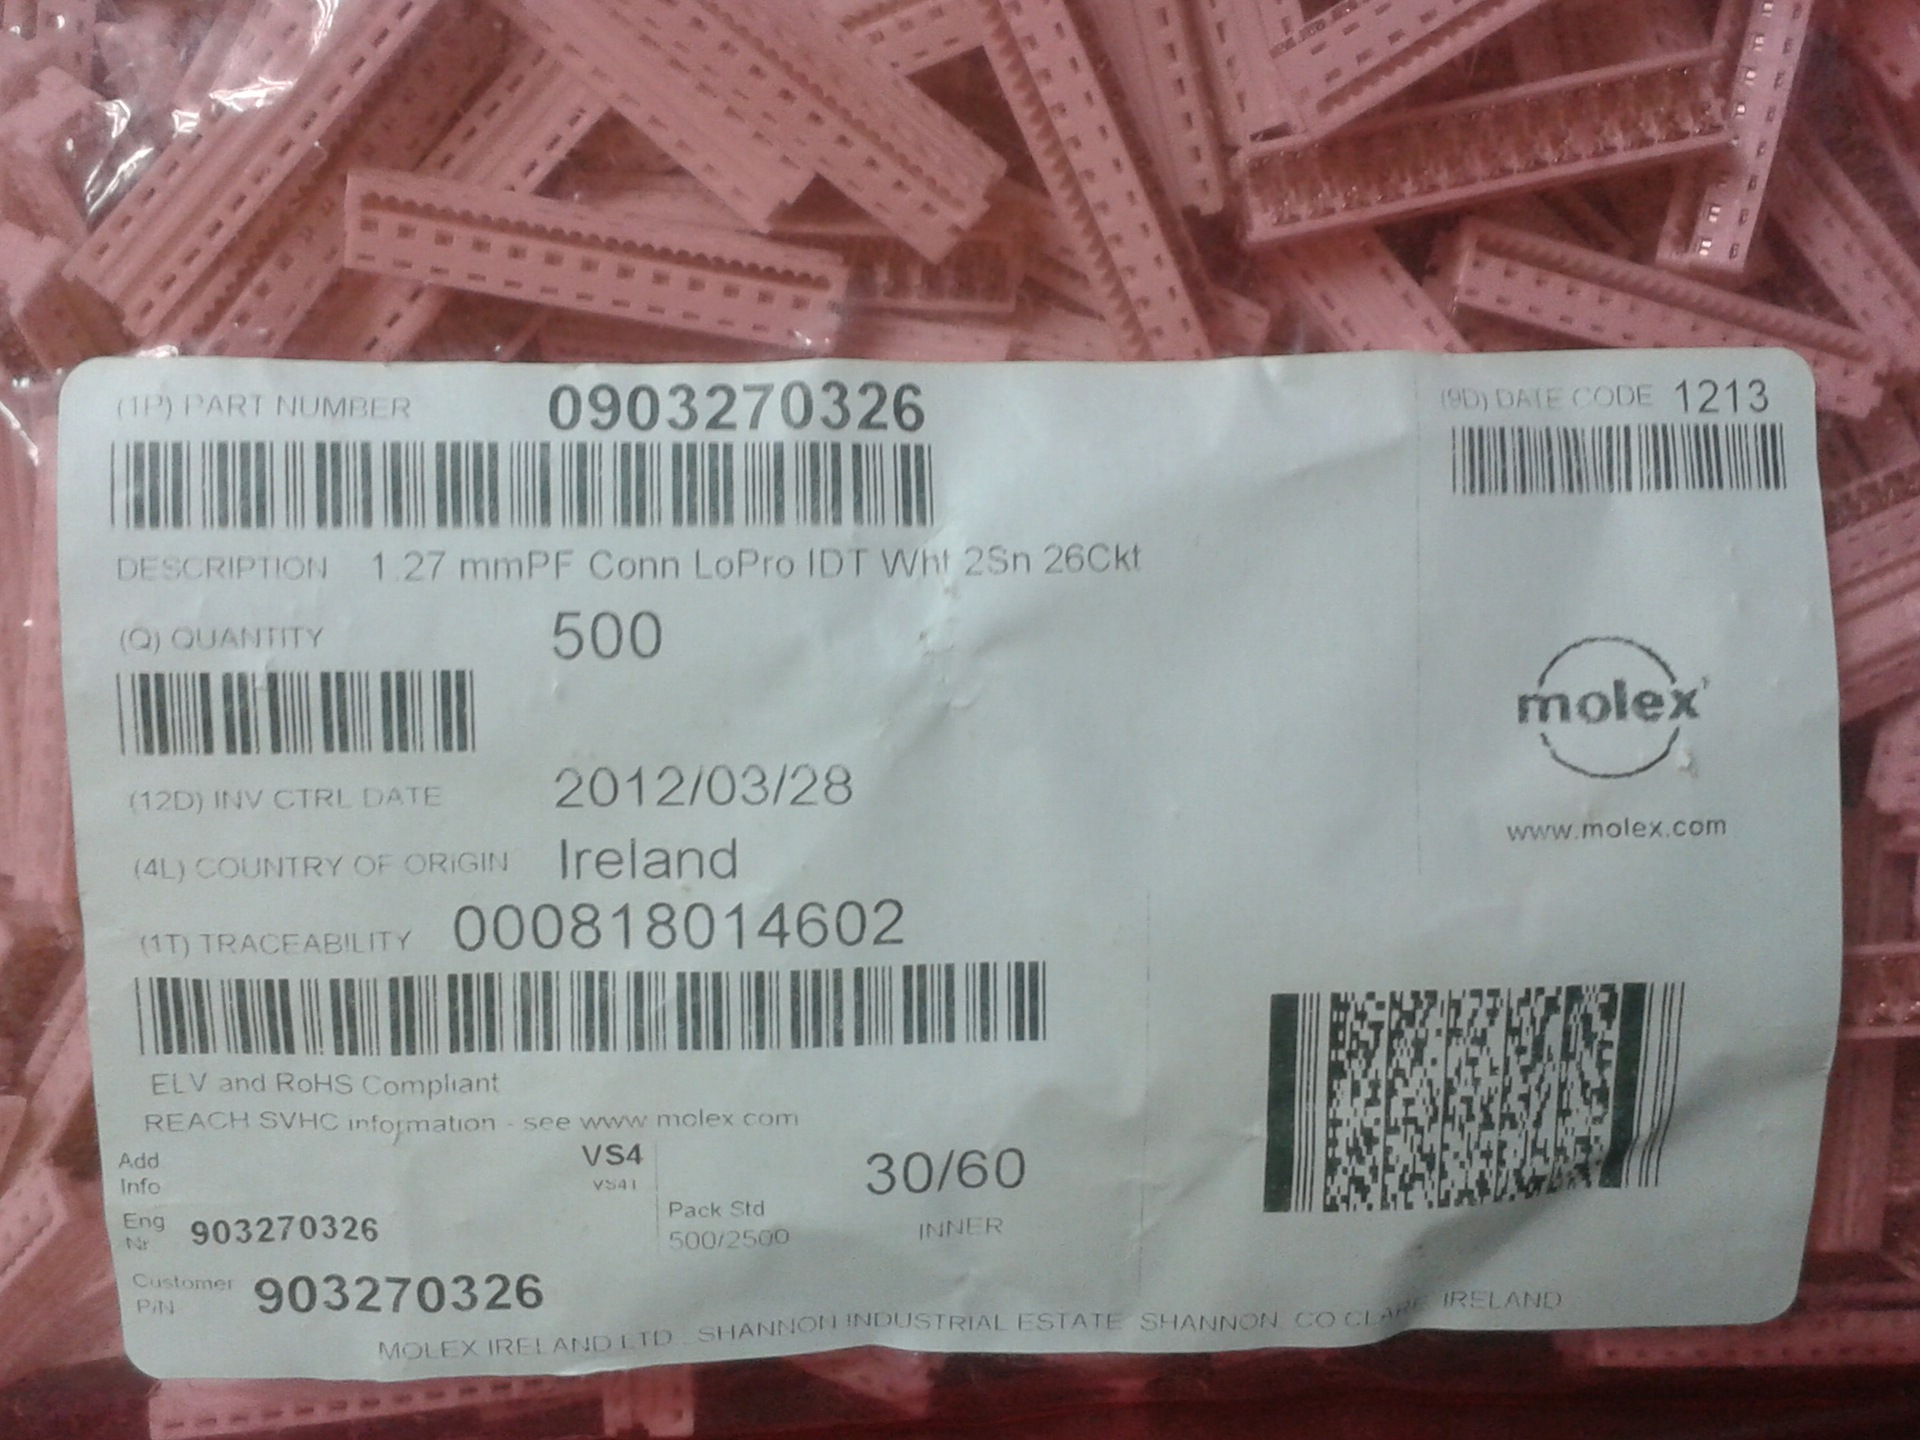 (1P) PART NUMBER 0903270326
(9D) DATE CODE 1213
DESCRIPTION 1.27 mmPF Conn LoPro IDT Wht 2Sn 26Ckt
(Q) QUANTITY 500
molex
www.molex.com
(12D) INV CTRL DATE 2012/03/28
(4L) COUNTRY OF ORIGIN Ireland
(1T) TRACEABILITY 000818014602
ELV and RoHS Compliant
REACH SVHC information - see www molex com
Add Info
VS4
VS41
30/60
INNER
Pack Std
500/2500
Eng Nr 903270326
Customer P/N 903270326
MOLEX IRELAND LTD SHANNON INDUSTRIAL ESTATE SHANNON CO CLARE IRELAND